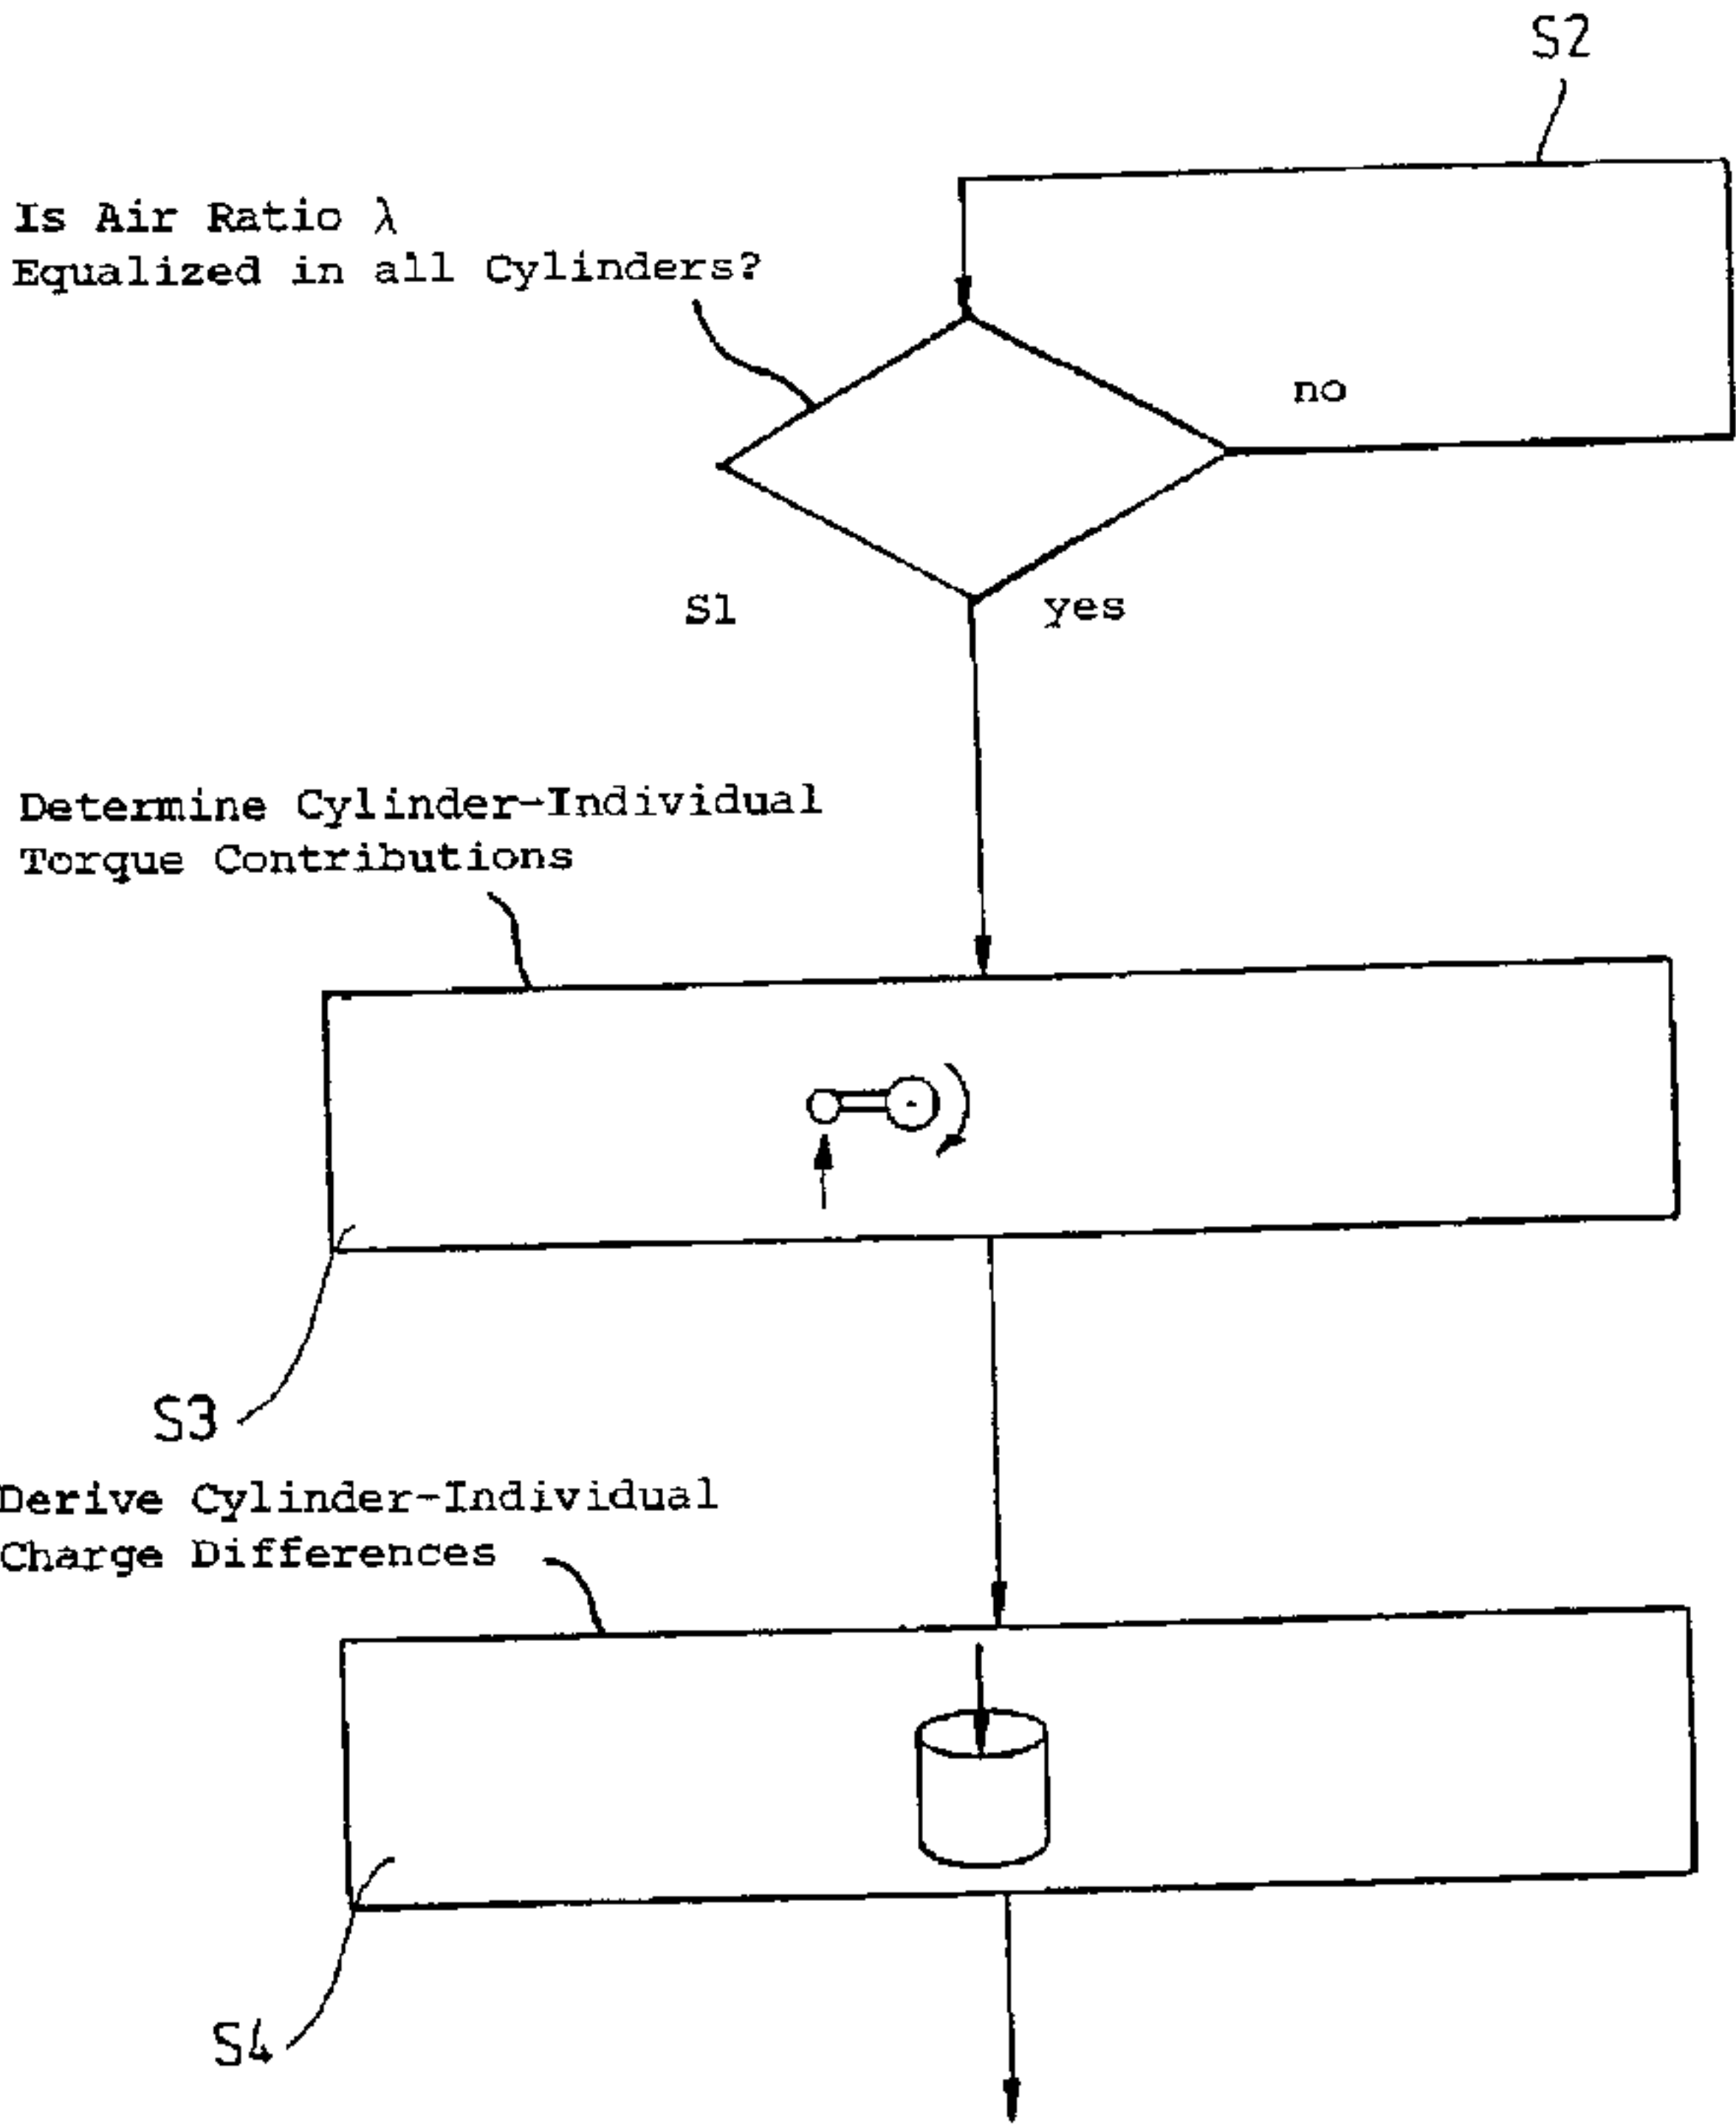 S2
Is Air Ratio λ
Equalized in all Cylinders?
no
S1
yes
Determine Cylinder-Individual
Torque Contributions
S3
Derive Cylinder-Individual
Charge Differences
S4